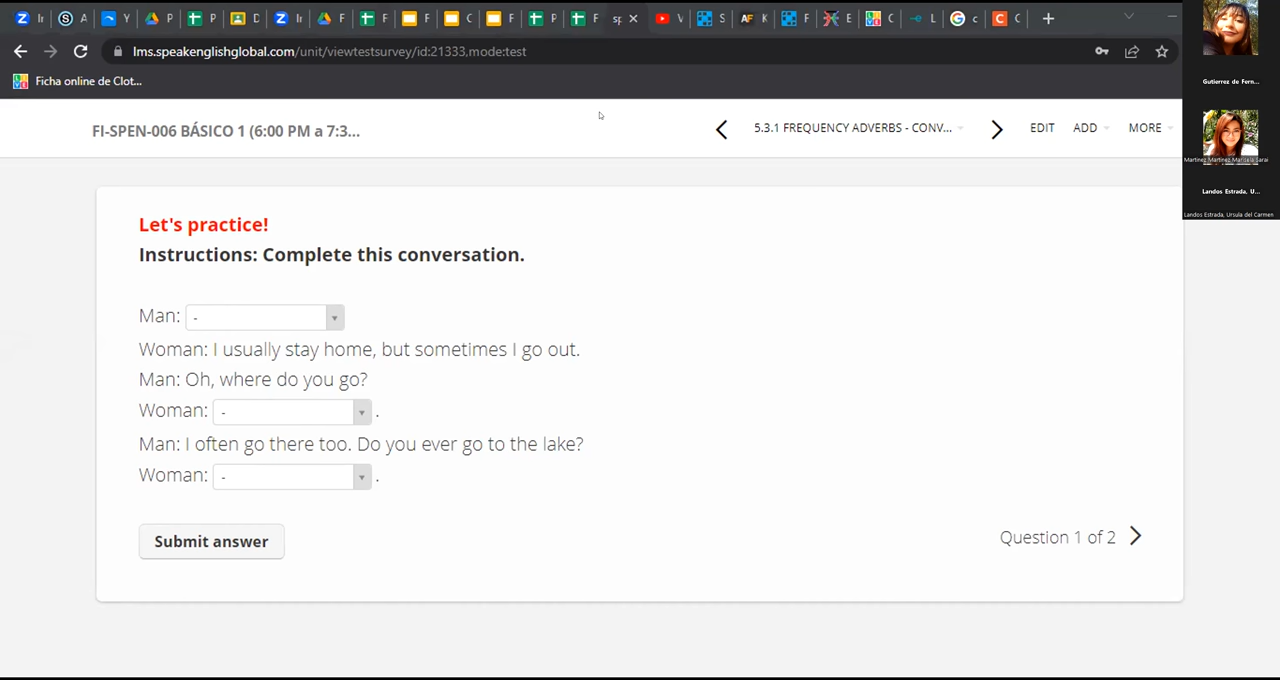 lms.speakenglishglobal.com/unit/viewtestsurvey/id:21333,mode:test
Ficha online de Clot...
Gutierrez de Fern...
FI-SPEN-006 BÁSICO 1 (6:00 PM a 7:3...
5.3.1 FREQUENCY ADVERBS - CONV...
EDIT
ADD
MORE
Martinez Martinez Marisela Sarai
Landos Estrada, U...
Landos Estrada, Ursula del Carmen
Let's practice!
Instructions: Complete this conversation.
Man: -
Woman: I usually stay home, but sometimes I go out.
Man: Oh, where do you go?
Woman: - .
Man: I often go there too. Do you ever go to the lake?
Woman: - .
Submit answer
Question 1 of 2